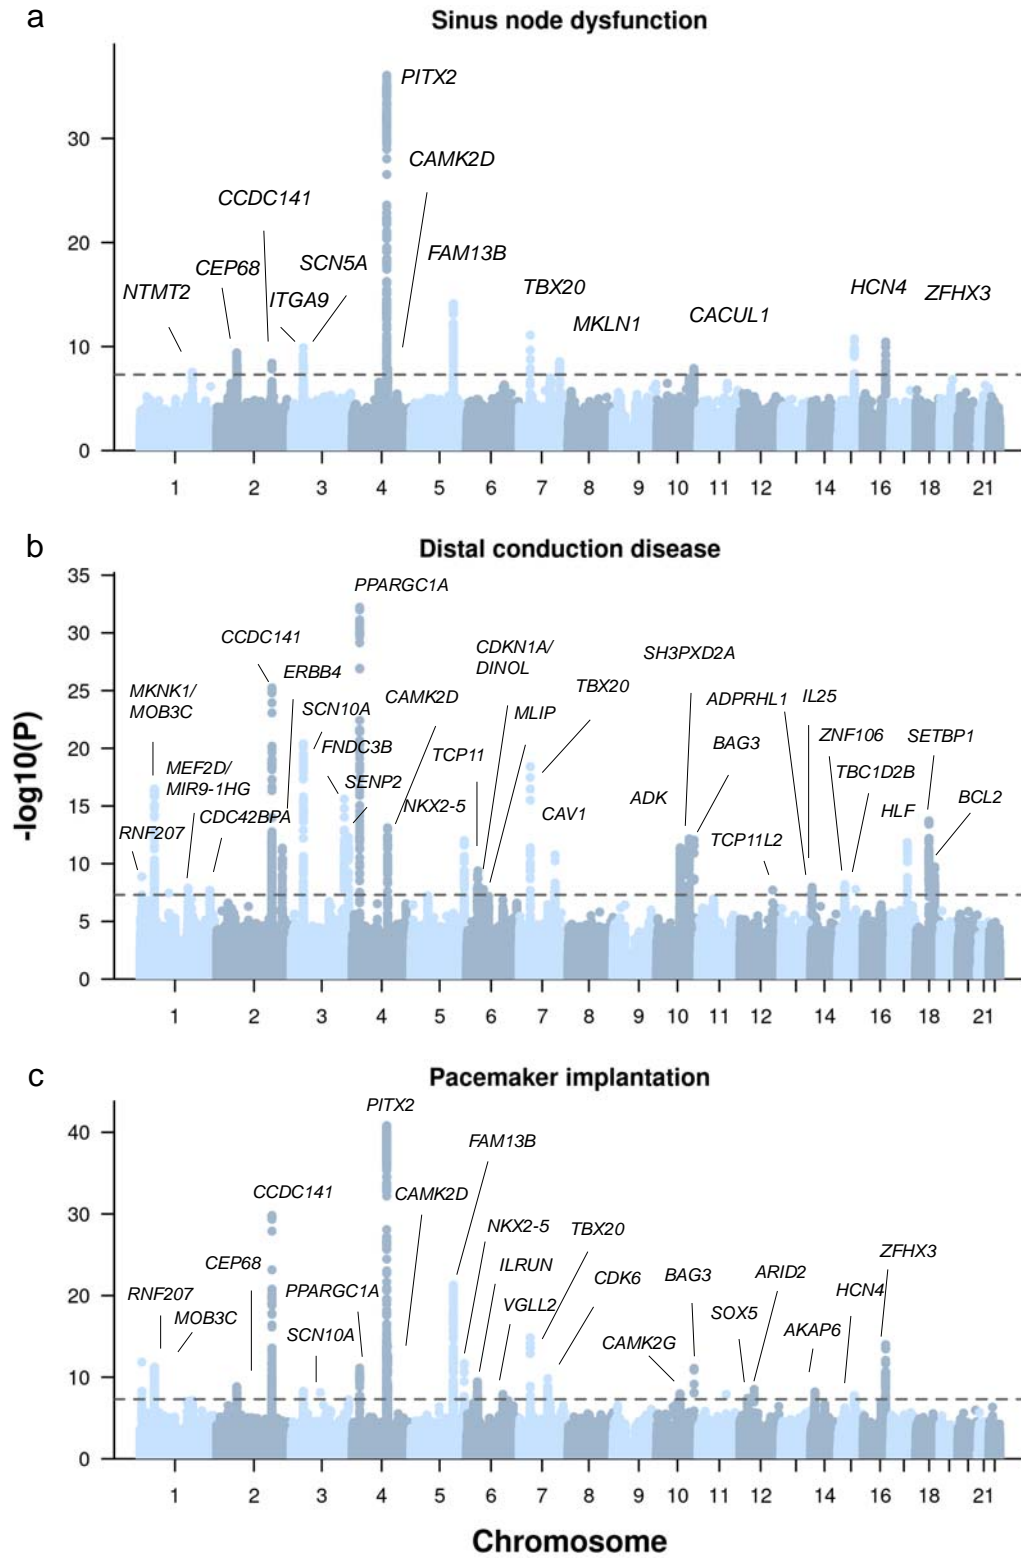 a
Sinus node dysfunction
PITX2
CAMK2D
CCDC141
FAM13B
SCN5A
CEP68
TBX20
HCN4
ZFHX3
NTMT2
ITGA9
MKLN1
CACUL1
30
20
10
0
1 2 3 4 5 6 7 8 9 10 11 12 14 16 18 21
b
Distal conduction disease
PPARGC1A
CCDC141
CDKN1A/
DINOL
SH3PXD2A
ERBB4
MKNK1/
MOB3C
CAMK2D
TBX20
ADPRHL1
IL25
SCN10A
MLIP
ZNF106
SETBP1
FNDC3B
BAG3
TCP11
MEF2D/
MIR9-1HG
SENP2
TBC1D2B
ADK
BCL2
NKX2-5
CAV1
HLF
CDC42BPA
RNF207
TCP11L2
35
30
25
20
15
10
5
0
-log10(P)
1 2 3 4 5 6 7 8 9 10 11 12 14 16 18 21
c
Pacemaker implantation
PITX2
FAM13B
CCDC141
CAMK2D
NKX2-5
TBX20
ZFHX3
CEP68
ILRUN
CDK6
BAG3
ARID2
RNF207
PPARGC1A
HCN4
MOB3C
VGLL2
SOX5
SCN10A
CAMK2G
AKAP6
40
30
20
10
0
1 2 3 4 5 6 7 8 9 10 11 12 14 16 18 21
Chromosome